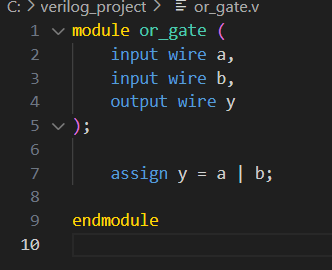 C: > verilog_project > or_gate.v
1 module or_gate (
2 input wire a,
3 input wire b,
4 output wire y
5 );
6
7 assign y = a | b;
8
9 endmodule
10